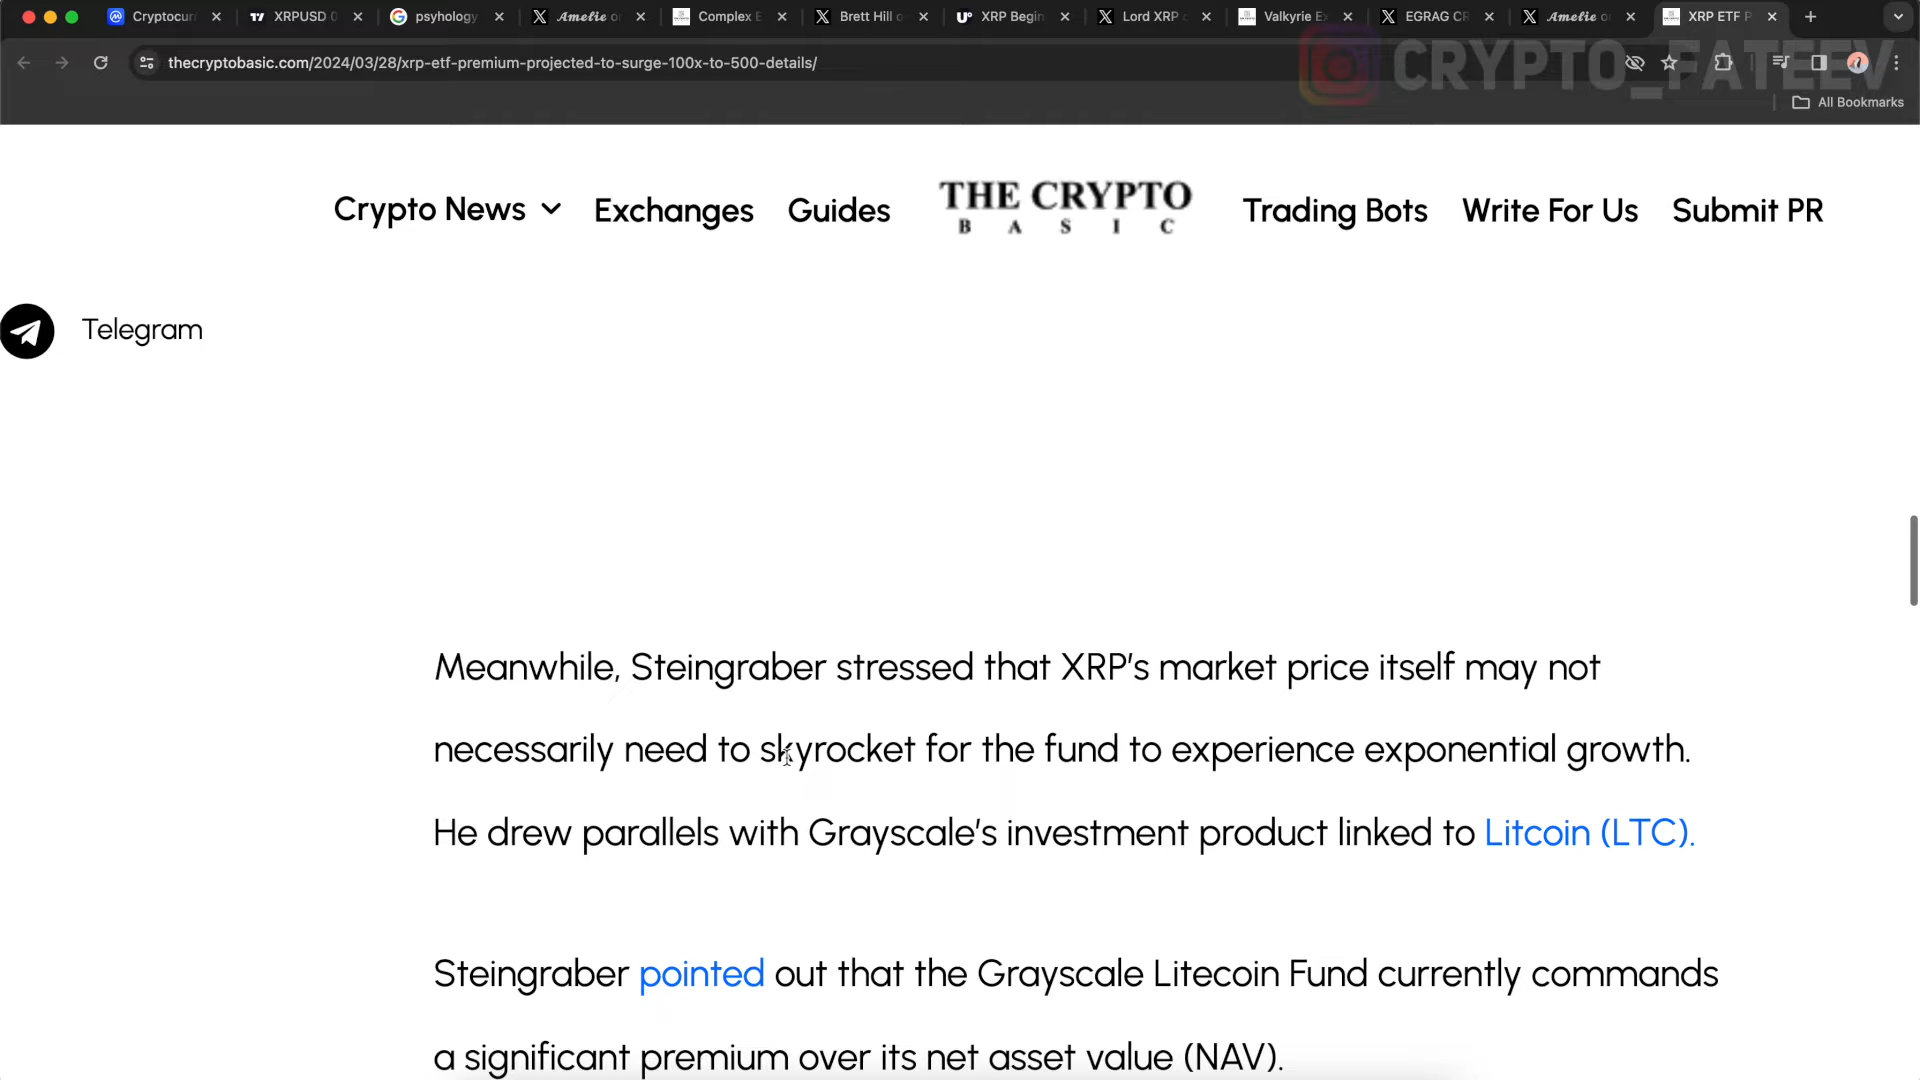 Cryptocur
XRPUSD
psyhology
𝓐𝓶𝓮𝓵𝓲𝓮 o
Complex E
Brett Hill o
XRP Begin
Lord XRP
Valkyrie Ex
EGRAG CR
𝓐𝓶𝓮𝓵𝓲𝓮 o
XRP ETF P
thecryptobasic.com/2024/03/28/xrp-etf-premium-projected-to-surge-100x-to-500-details/
CRYPTO_FATEEV
All Bookmarks
Crypto News
Exchanges
Guides
THE CRYPTO
BASIC
Trading Bots
Write For Us
Submit PR
Telegram
Meanwhile, Steingraber stressed that XRP’s market price itself may not
necessarily need to skyrocket for the fund to experience exponential growth.
He drew parallels with Grayscale’s investment product linked to Litcoin (LTC).
Steingraber pointed out that the Grayscale Litecoin Fund currently commands
a significant premium over its net asset value (NAV).